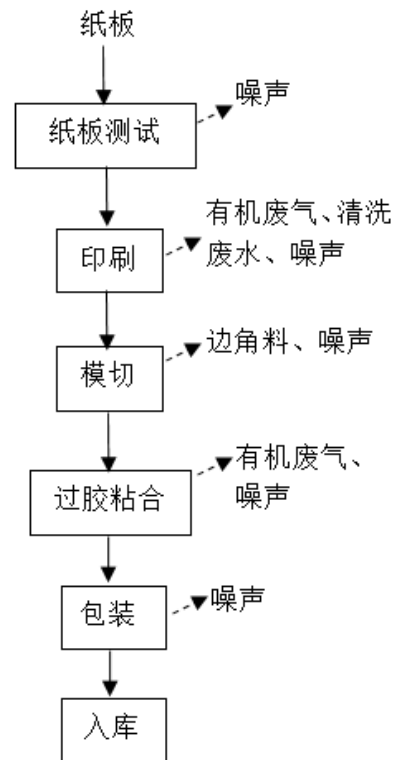 纸板
噪声
纸板测试
有机废气、清洗
废水、噪声
印刷
边角料、噪声
模切
有机废气、
噪声
过胶粘合
噪声
包装
入库